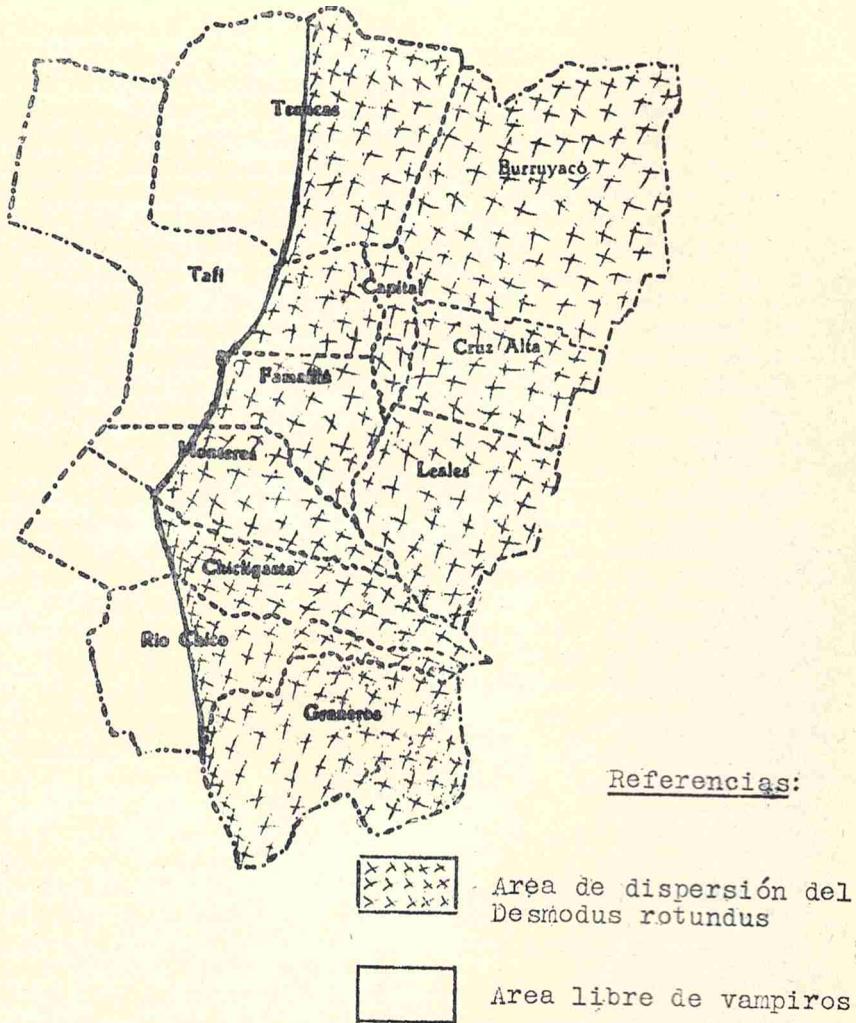 Trancas
Burruyacó
Tafí
Capital
Cruz Alta
Famaillá
Monteros
Leales
Chicligasta
Río Chico
Graneros
Referencias:
Area de dispersión del
Desmodus rotundus
Area libre de vampiros